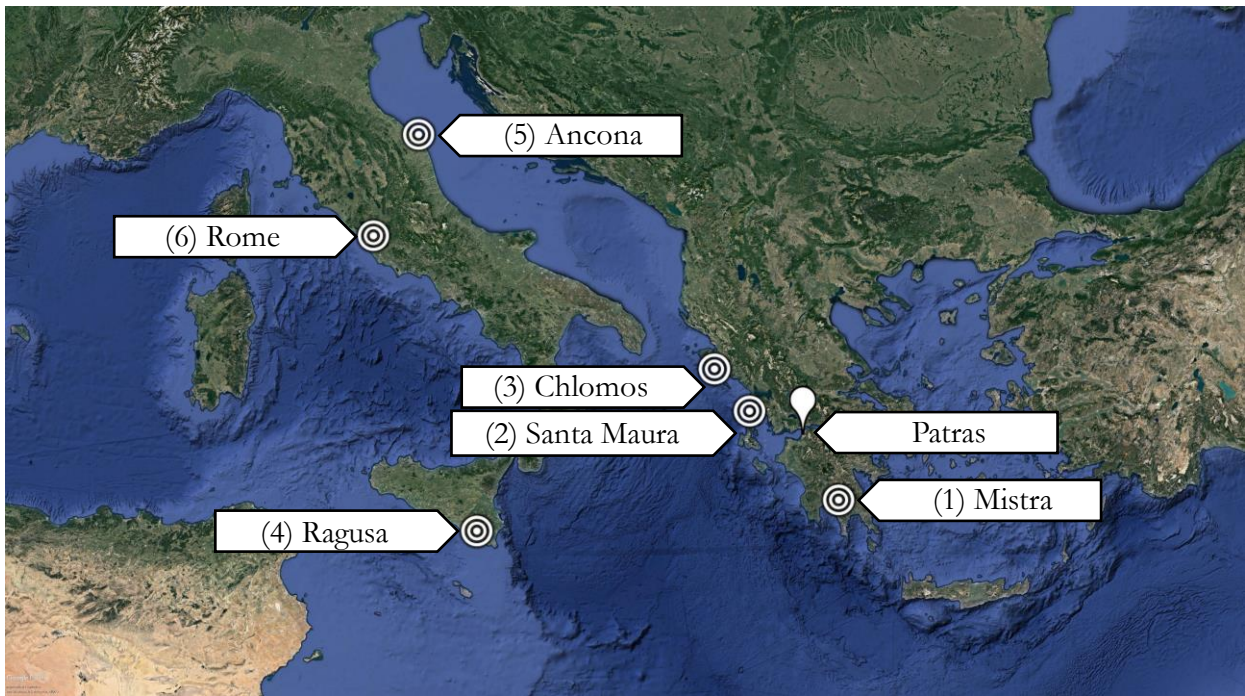 (5) Ancona
(6) Rome
(3) Chlomos
(2) Santa Maura
Patras
(1) Mistra
(4) Ragusa